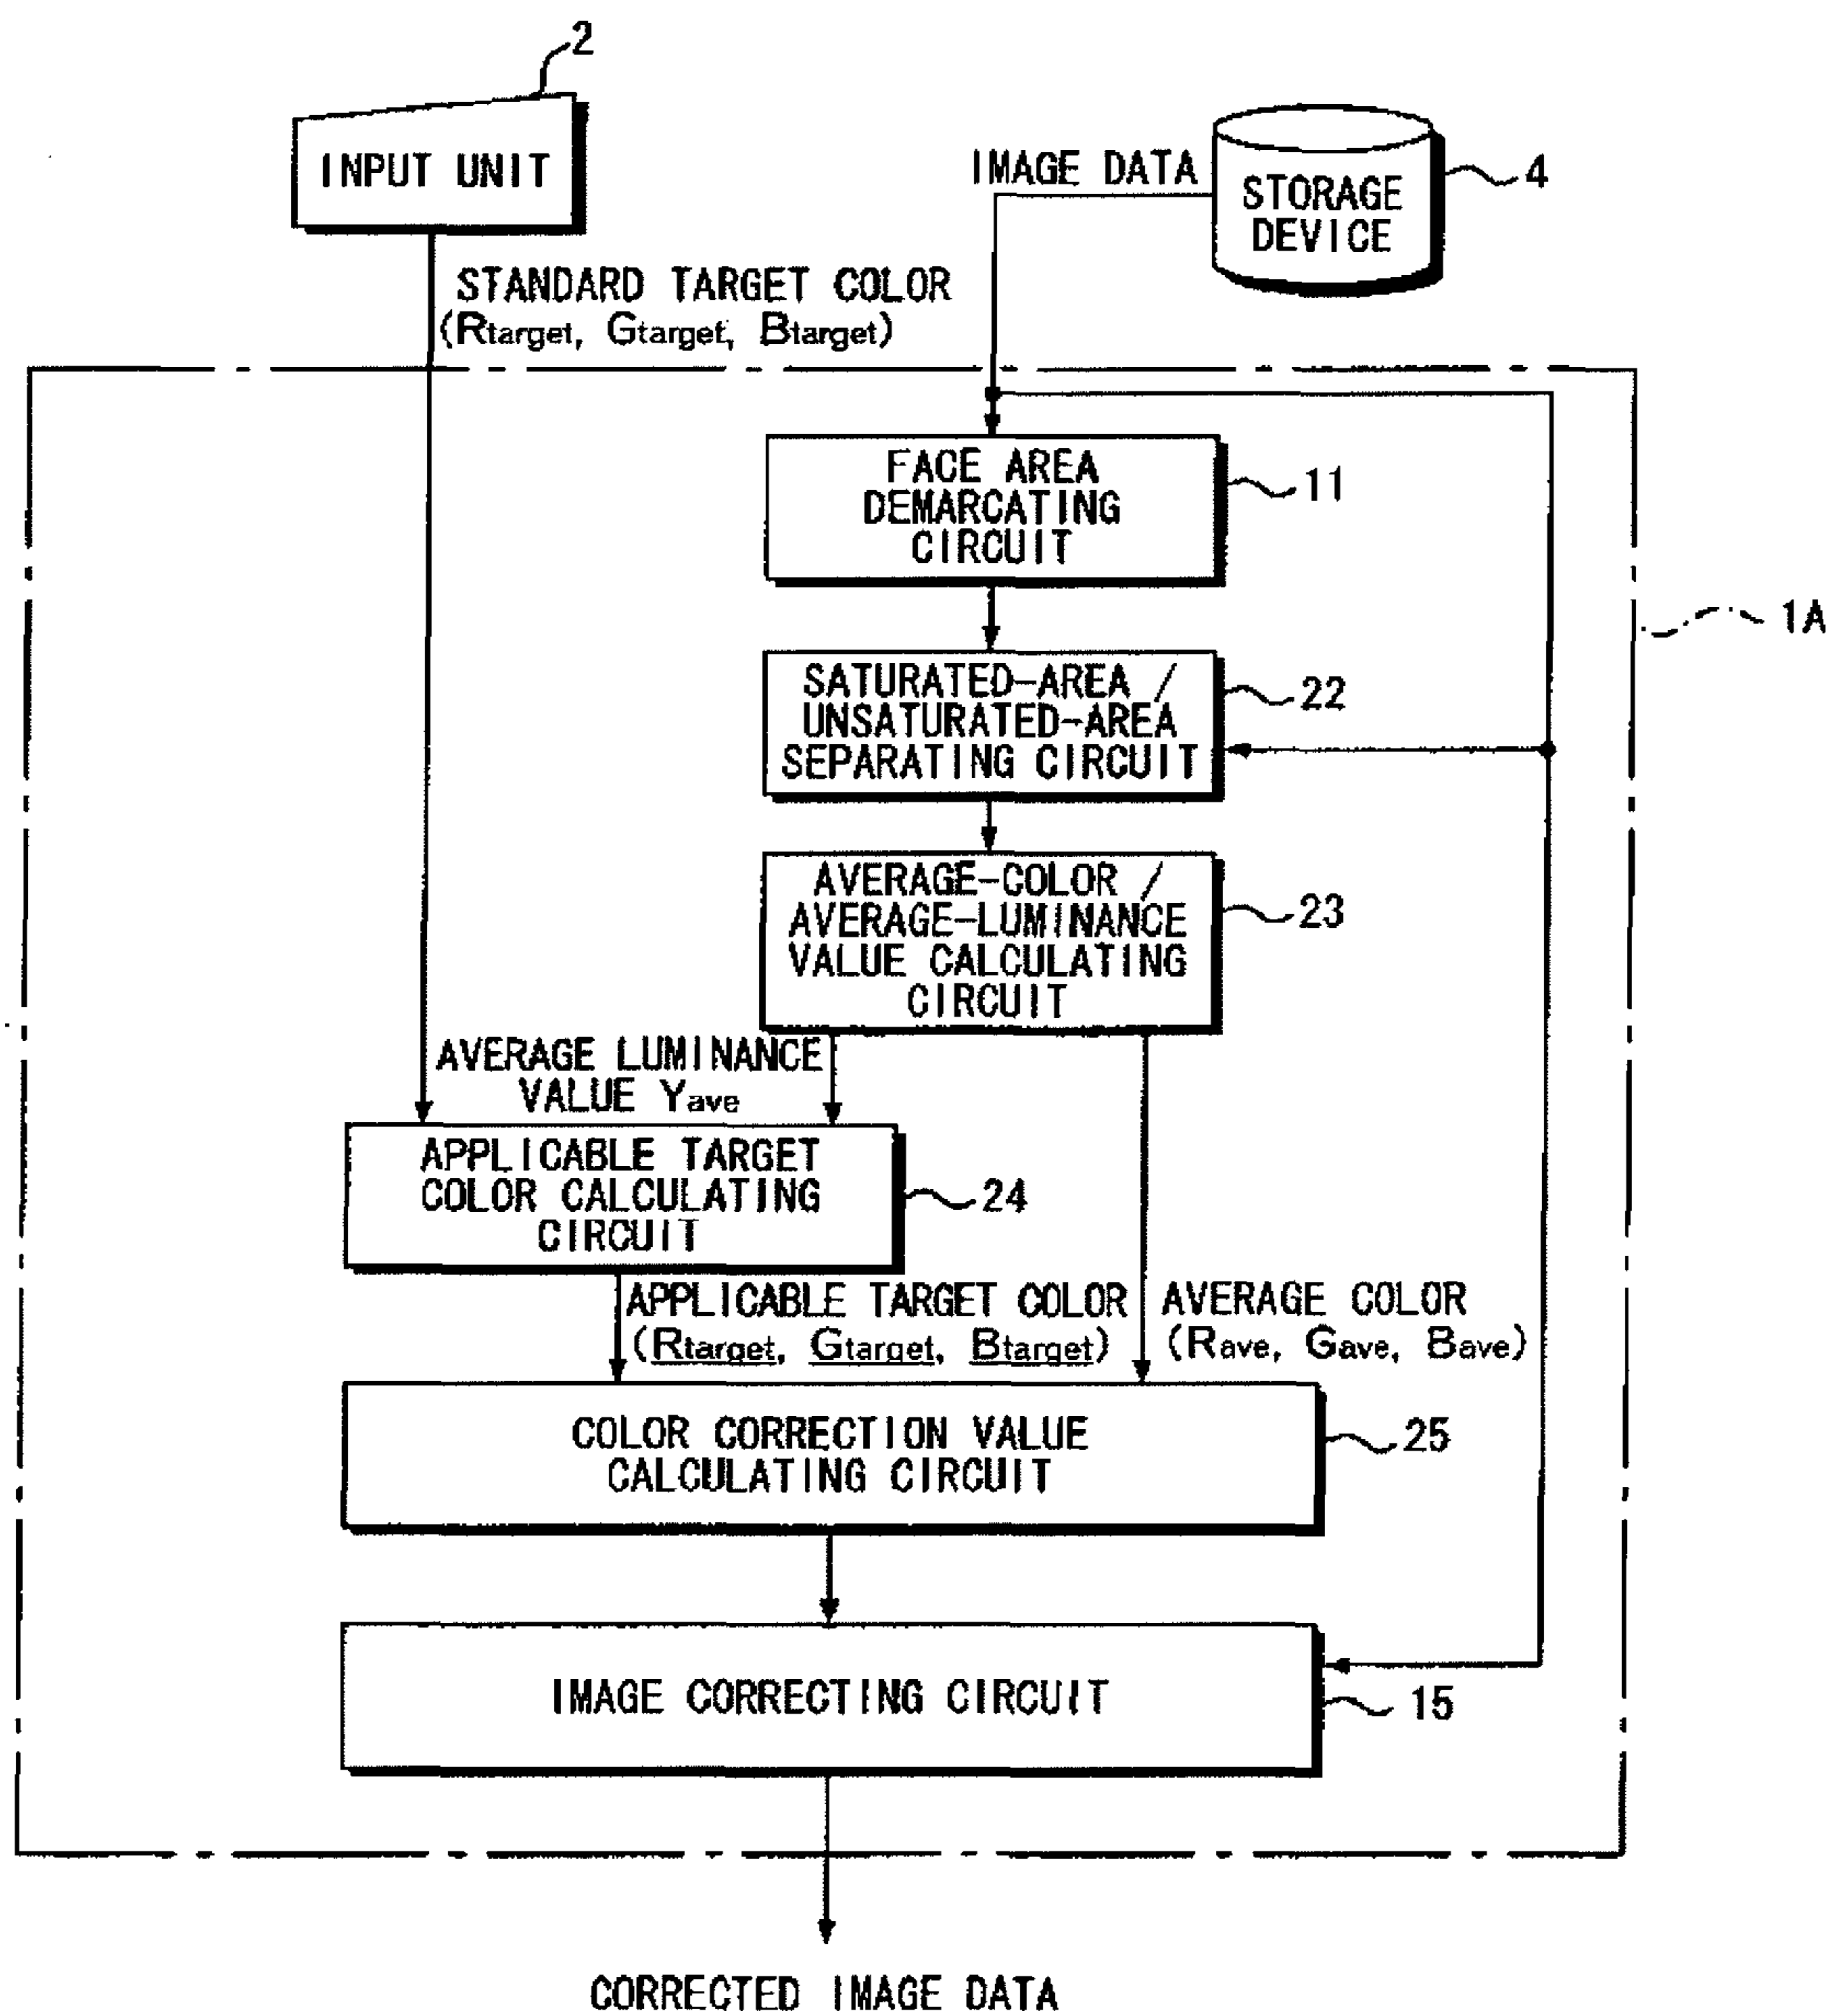 2
INPUT UNIT
IMAGE DATA
STORAGE
DEVICE
4
STANDARD TARGET COLOR
(Rtarget, Gtarget, Btarget)
FACE AREA
DEMARCATING
CIRCUIT
11
1A
SATURATED-AREA /
UNSATURATED-AREA
SEPARATING CIRCUIT
22
AVERAGE-COLOR /
AVERAGE-LUMINANCE
VALUE CALCULATING
CIRCUIT
23
AVERAGE LUMINANCE
VALUE Yave
APPLICABLE TARGET
COLOR CALCULATING
CIRCUIT
24
APPLICABLE TARGET COLOR
(Rtarget, Gtarget, Btarget)
AVERAGE COLOR
(Rave, Gave, Bave)
COLOR CORRECTION VALUE
CALCULATING CIRCUIT
25
IMAGE CORRECTING CIRCUIT
15
CORRECTED IMAGE DATA